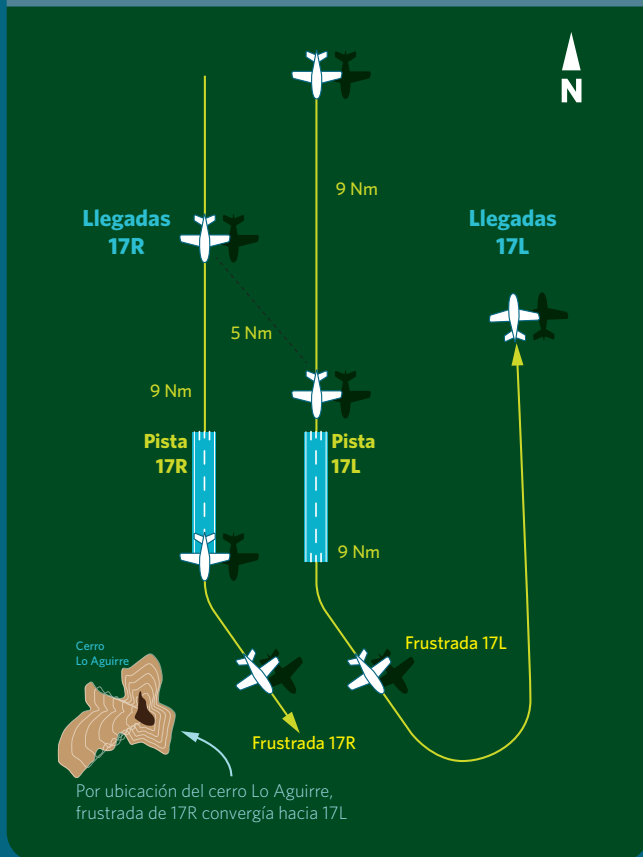 N
9 Nm
Llegadas
17R
Llegadas
17L
5 Nm
9 Nm
Pista
17R
Pista
17L
9 Nm
Frustrada 17L
Cerro
Lo Aguirre
Frustrada 17R
Por ubicación del cerro Lo Aguirre,
frustrada de 17R convergía hacia 17L